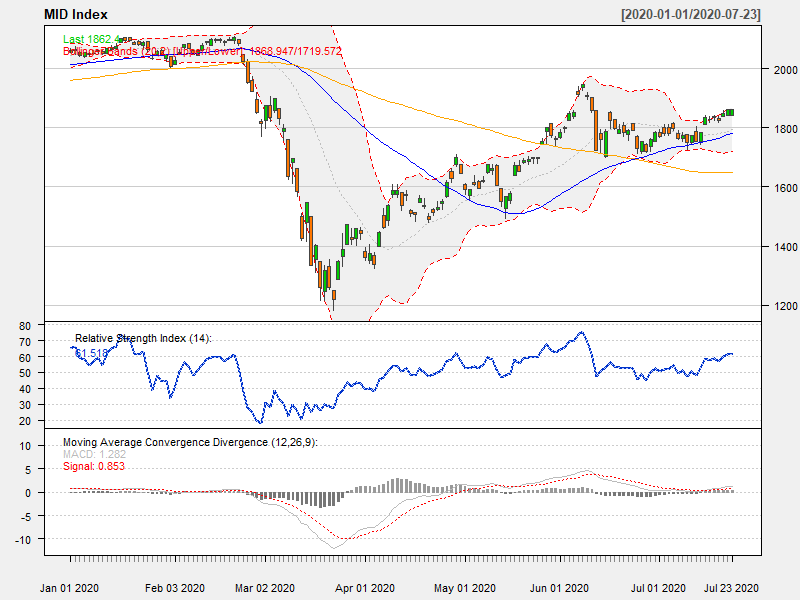 MID Index [2020-01-01/2020-07-23]
Last 1862.4
Bollinger Bands (20,2) [Upper/Lower]: 1868.947/1719.572
2000
1800
1600
1400
1200
Relative Strength Index (14):
61.518
80
70
60
50
40
30
20
Moving Average Convergence Divergence (12,26,9):
MACD: 1.282
Signal: 0.853
10
5
0
-5
-10
Jan 01 2020 Feb 03 2020 Mar 02 2020 Apr 01 2020 May 01 2020 Jun 01 2020 Jul 01 2020 Jul 23 2020